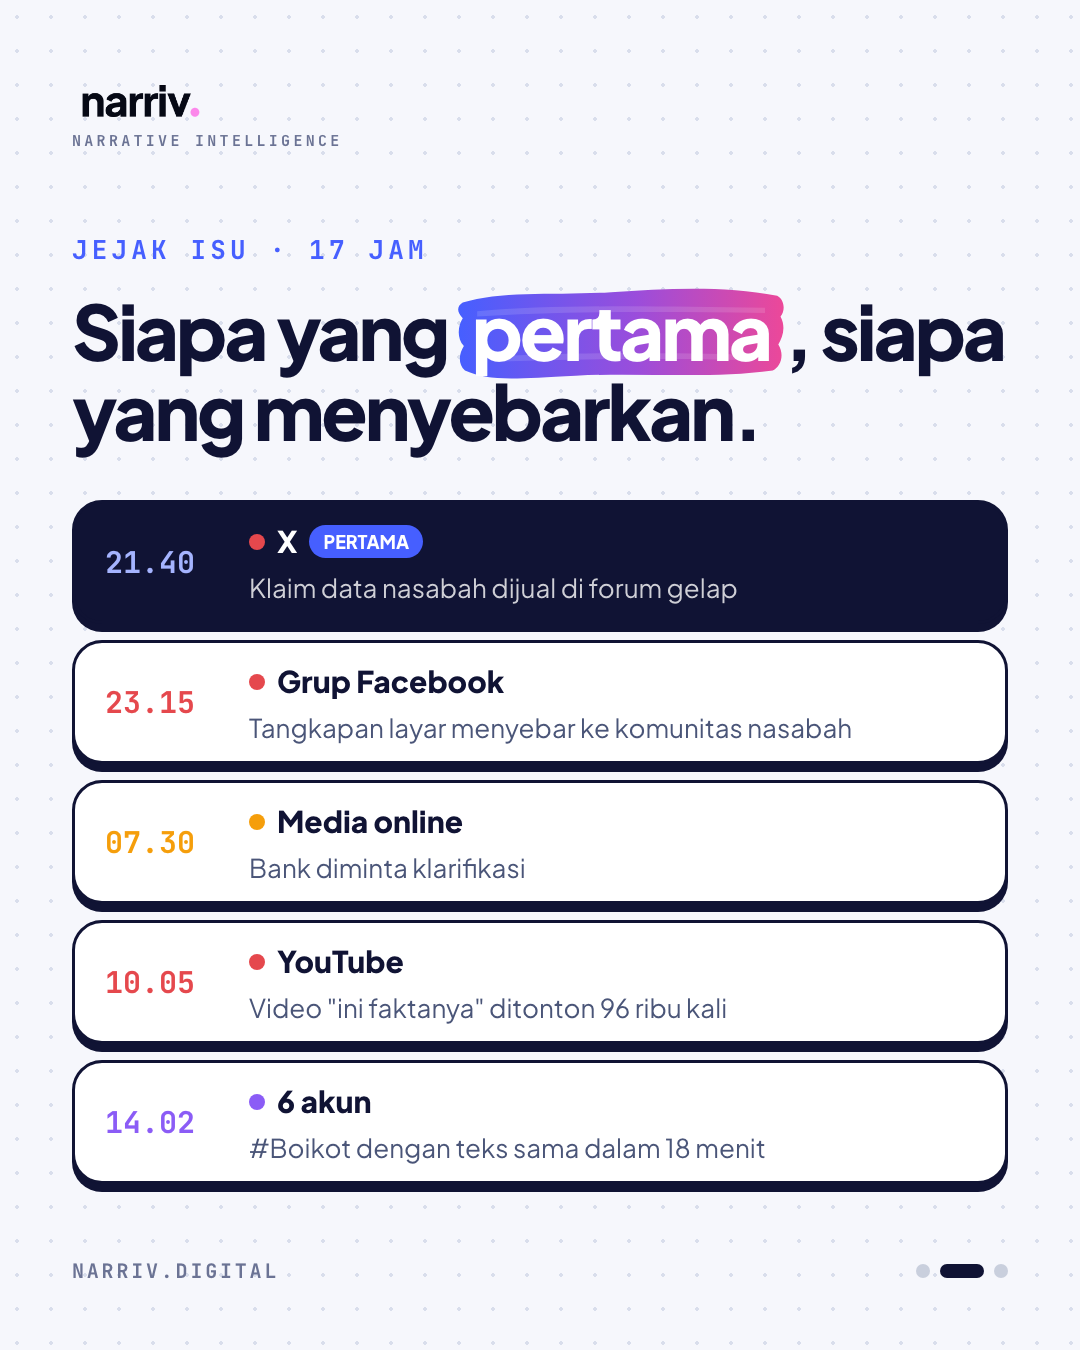 narriv.
NARRATIVE INTELLIGENCE
JEJAK ISU · 17 JAM
Siapa yang pertama, siapa
yang menyebarkan.
21.40
X PERTAMA
Klaim data nasabah dijual di forum gelap
23.15
Grup Facebook
Tangkapan layar menyebar ke komunitas nasabah
07.30
Media online
Bank diminta klarifikasi
10.05
YouTube
Video "ini faktanya" ditonton 96 ribu kali
14.02
6 akun
#Boikot dengan teks sama dalam 18 menit
NARRIV.DIGITAL